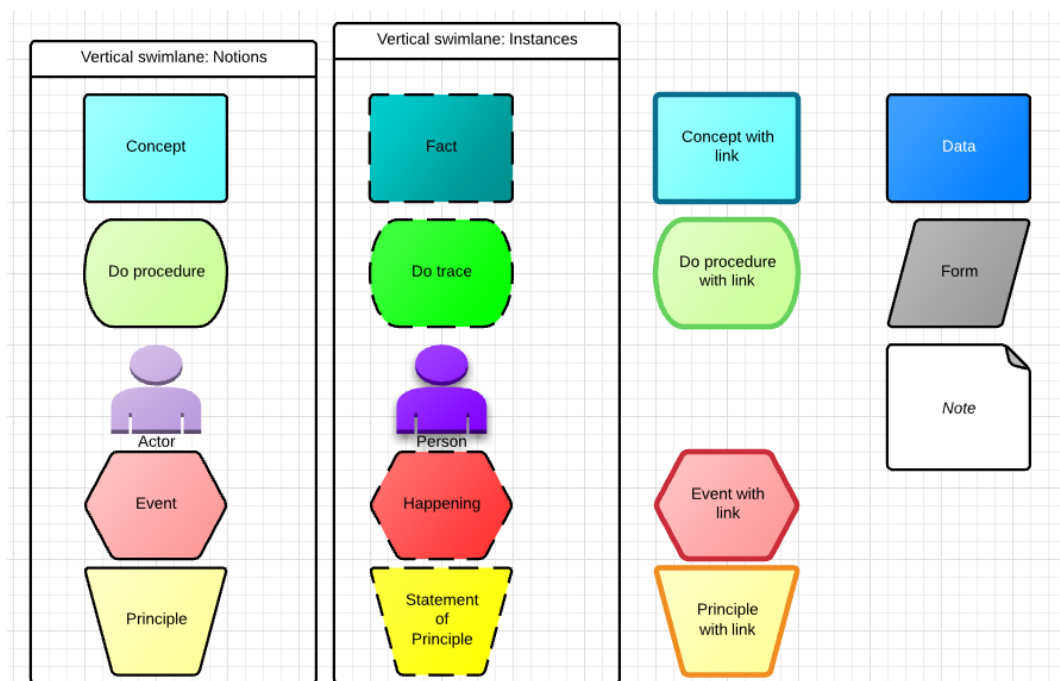 Vertical swimlane: Notions
Vertical swimlane: Instances
Concept
Fact
Concept with
link
Data
Do procedure
Do trace
Do procedure
with link
Form
Actor
Person
Note
Event
Happening
Event with
link
Principle
Statement
of
Principle
Principle
with link